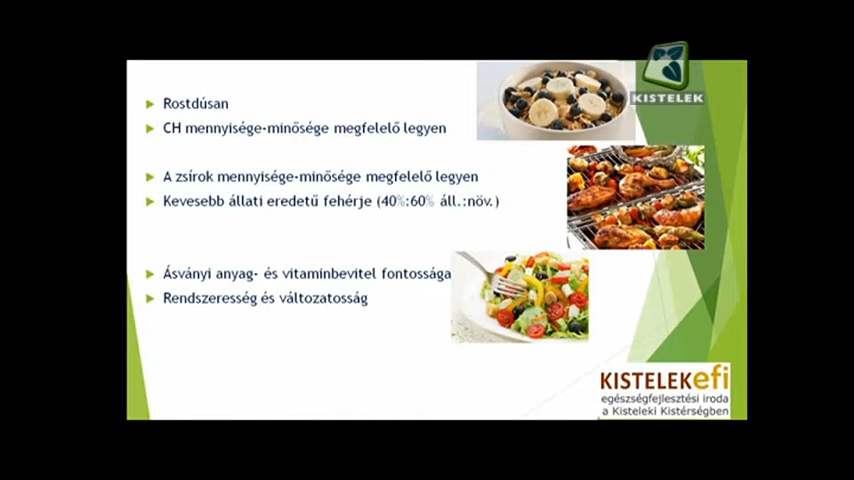 KISTELEK
Rostdúsan
CH mennyisége-minősége megfelelő legyen
A zsírok mennyisége-minősége megfelelő legyen
Kevesebb állati eredetű fehérje (40%:60% áll.:növ.)
Ásványi anyag- és vitaminbevitel fontossága
Rendszeresség és változatosság
KISTELEKefi
egészségfejlesztési iroda
a Kisteleki Kistérségben